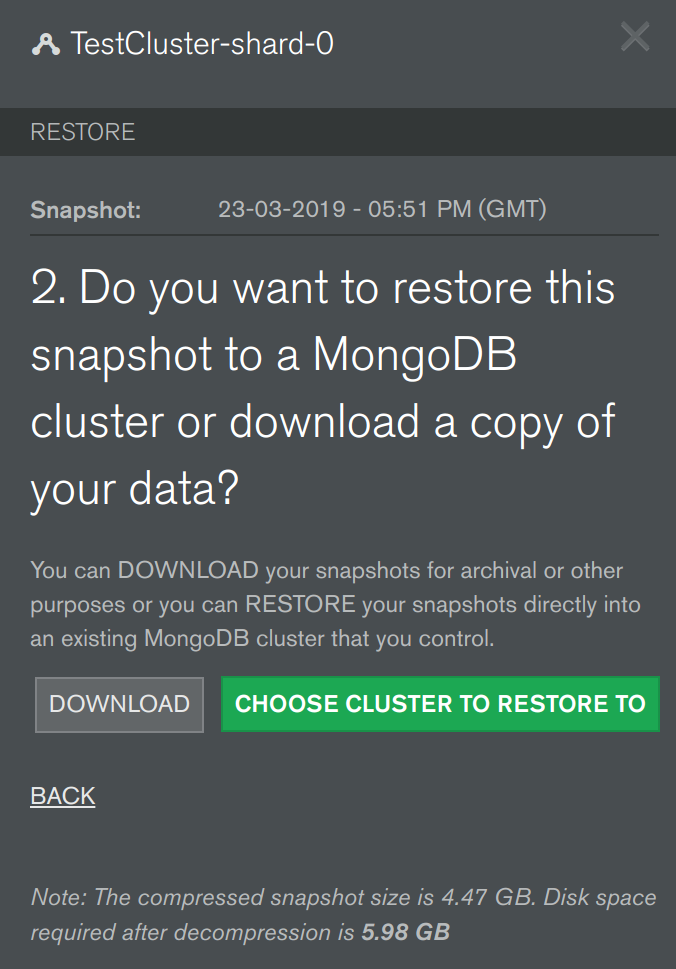 TestCluster-shard-0
RESTORE
Snapshot: 23-03-2019 - 05:51 PM (GMT)
2. Do you want to restore this
snapshot to a MongoDB
cluster or download a copy of
your data?
You can DOWNLOAD your snapshots for archival or other
purposes or you can RESTORE your snapshots directly into
an existing MongoDB cluster that you control.
DOWNLOAD CHOOSE CLUSTER TO RESTORE TO
BACK
Note: The compressed snapshot size is 4.47 GB. Disk space
required after decompression is 5.98 GB